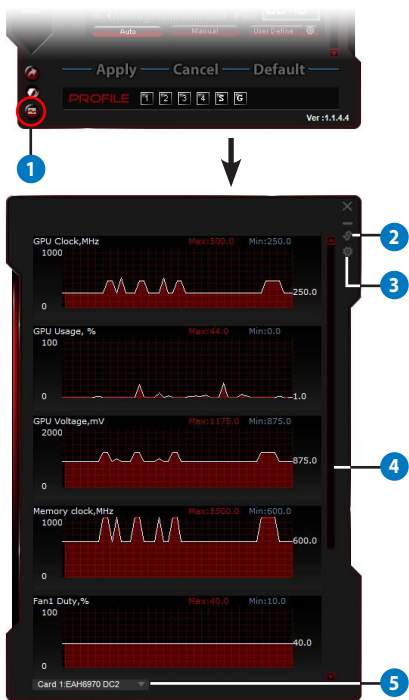 Auto Manual User Define
Apply Cancel Default
PROFILE 1 2 3 4 S G
Ver :1.1.4.4
1
2
3
4
5
GPU Clock,MHz Max:500.0 Min:250.0
1000
250.0
0
GPU Usage, % Max:44.0 Min:0.0
100
0
1.0
GPU Voltage,mV Max:1175.0 Min:875.0
2000
875.0
0
Memory clock,MHz Max:5500.0 Min:600.0
1000
600.0
0
Fan1 Duty,% Max:40.0 Min:10.0
100
40.0
0
Card 1:EAH6970 DC2